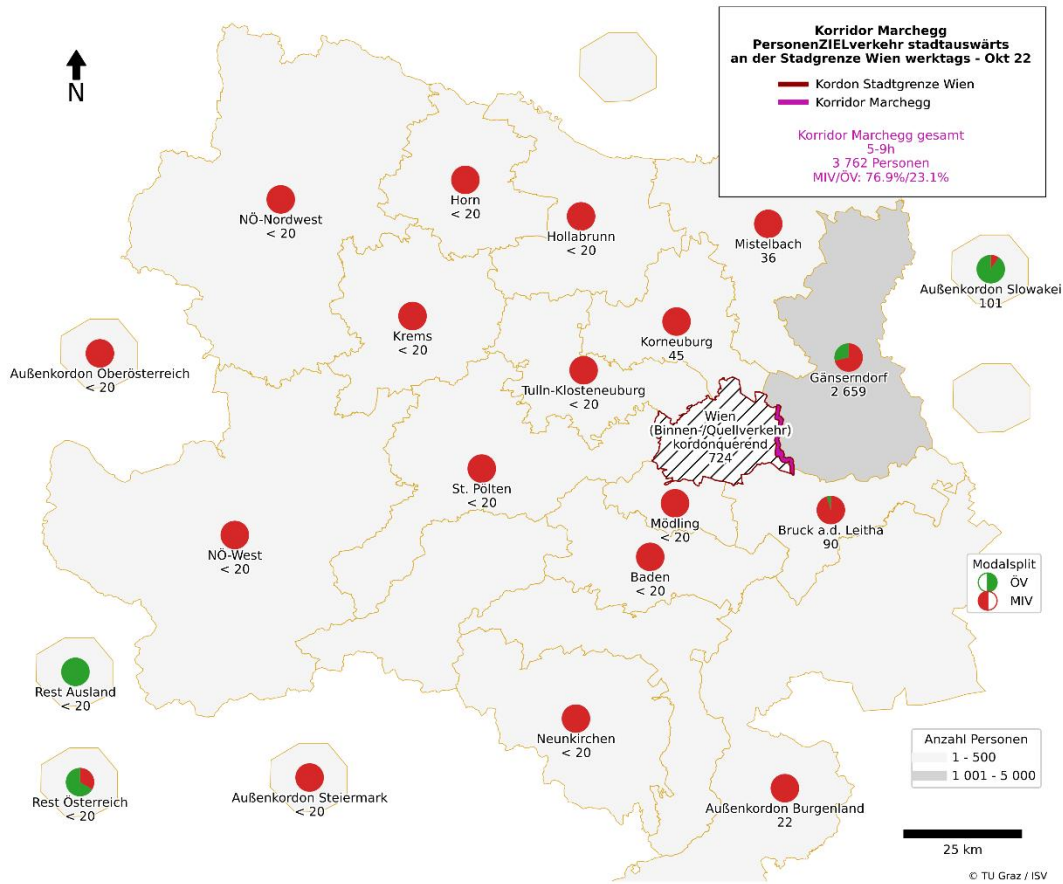 Korridor Marchegg
PersonenZIELverkehr stadtauswärts
an der Stadgrenze Wien werktags - Okt 22
Kordon Stadtgrenze Wien
Korridor Marchegg
Korridor Marchegg gesamt
5-9h
3 762 Personen
MIV/ÖV: 76.9%/23.1%
N
NÖ-Nordwest
< 20
Horn
< 20
Hollabrunn
< 20
Mistelbach
36
Außenkordon Slowakei
101
Krems
< 20
Korneuburg
45
Außenkordon Oberösterreich
< 20
Tulln-Klosteneuburg
< 20
Gänserndorf
2 659
Wien
(Binnen-/Quellverkehr)
kordonquerend
724
St. Pölten
< 20
Mödling
< 20
Bruck a.d. Leitha
90
NÖ-West
< 20
Baden
< 20
Modalsplit
ÖV
MIV
Rest Ausland
< 20
Neunkirchen
< 20
Anzahl Personen
1 - 500
1 001 - 5 000
Rest Österreich
< 20
Außenkordon Steiermark
< 20
Außenkordon Burgenland
22
25 km
© TU Graz / ISV